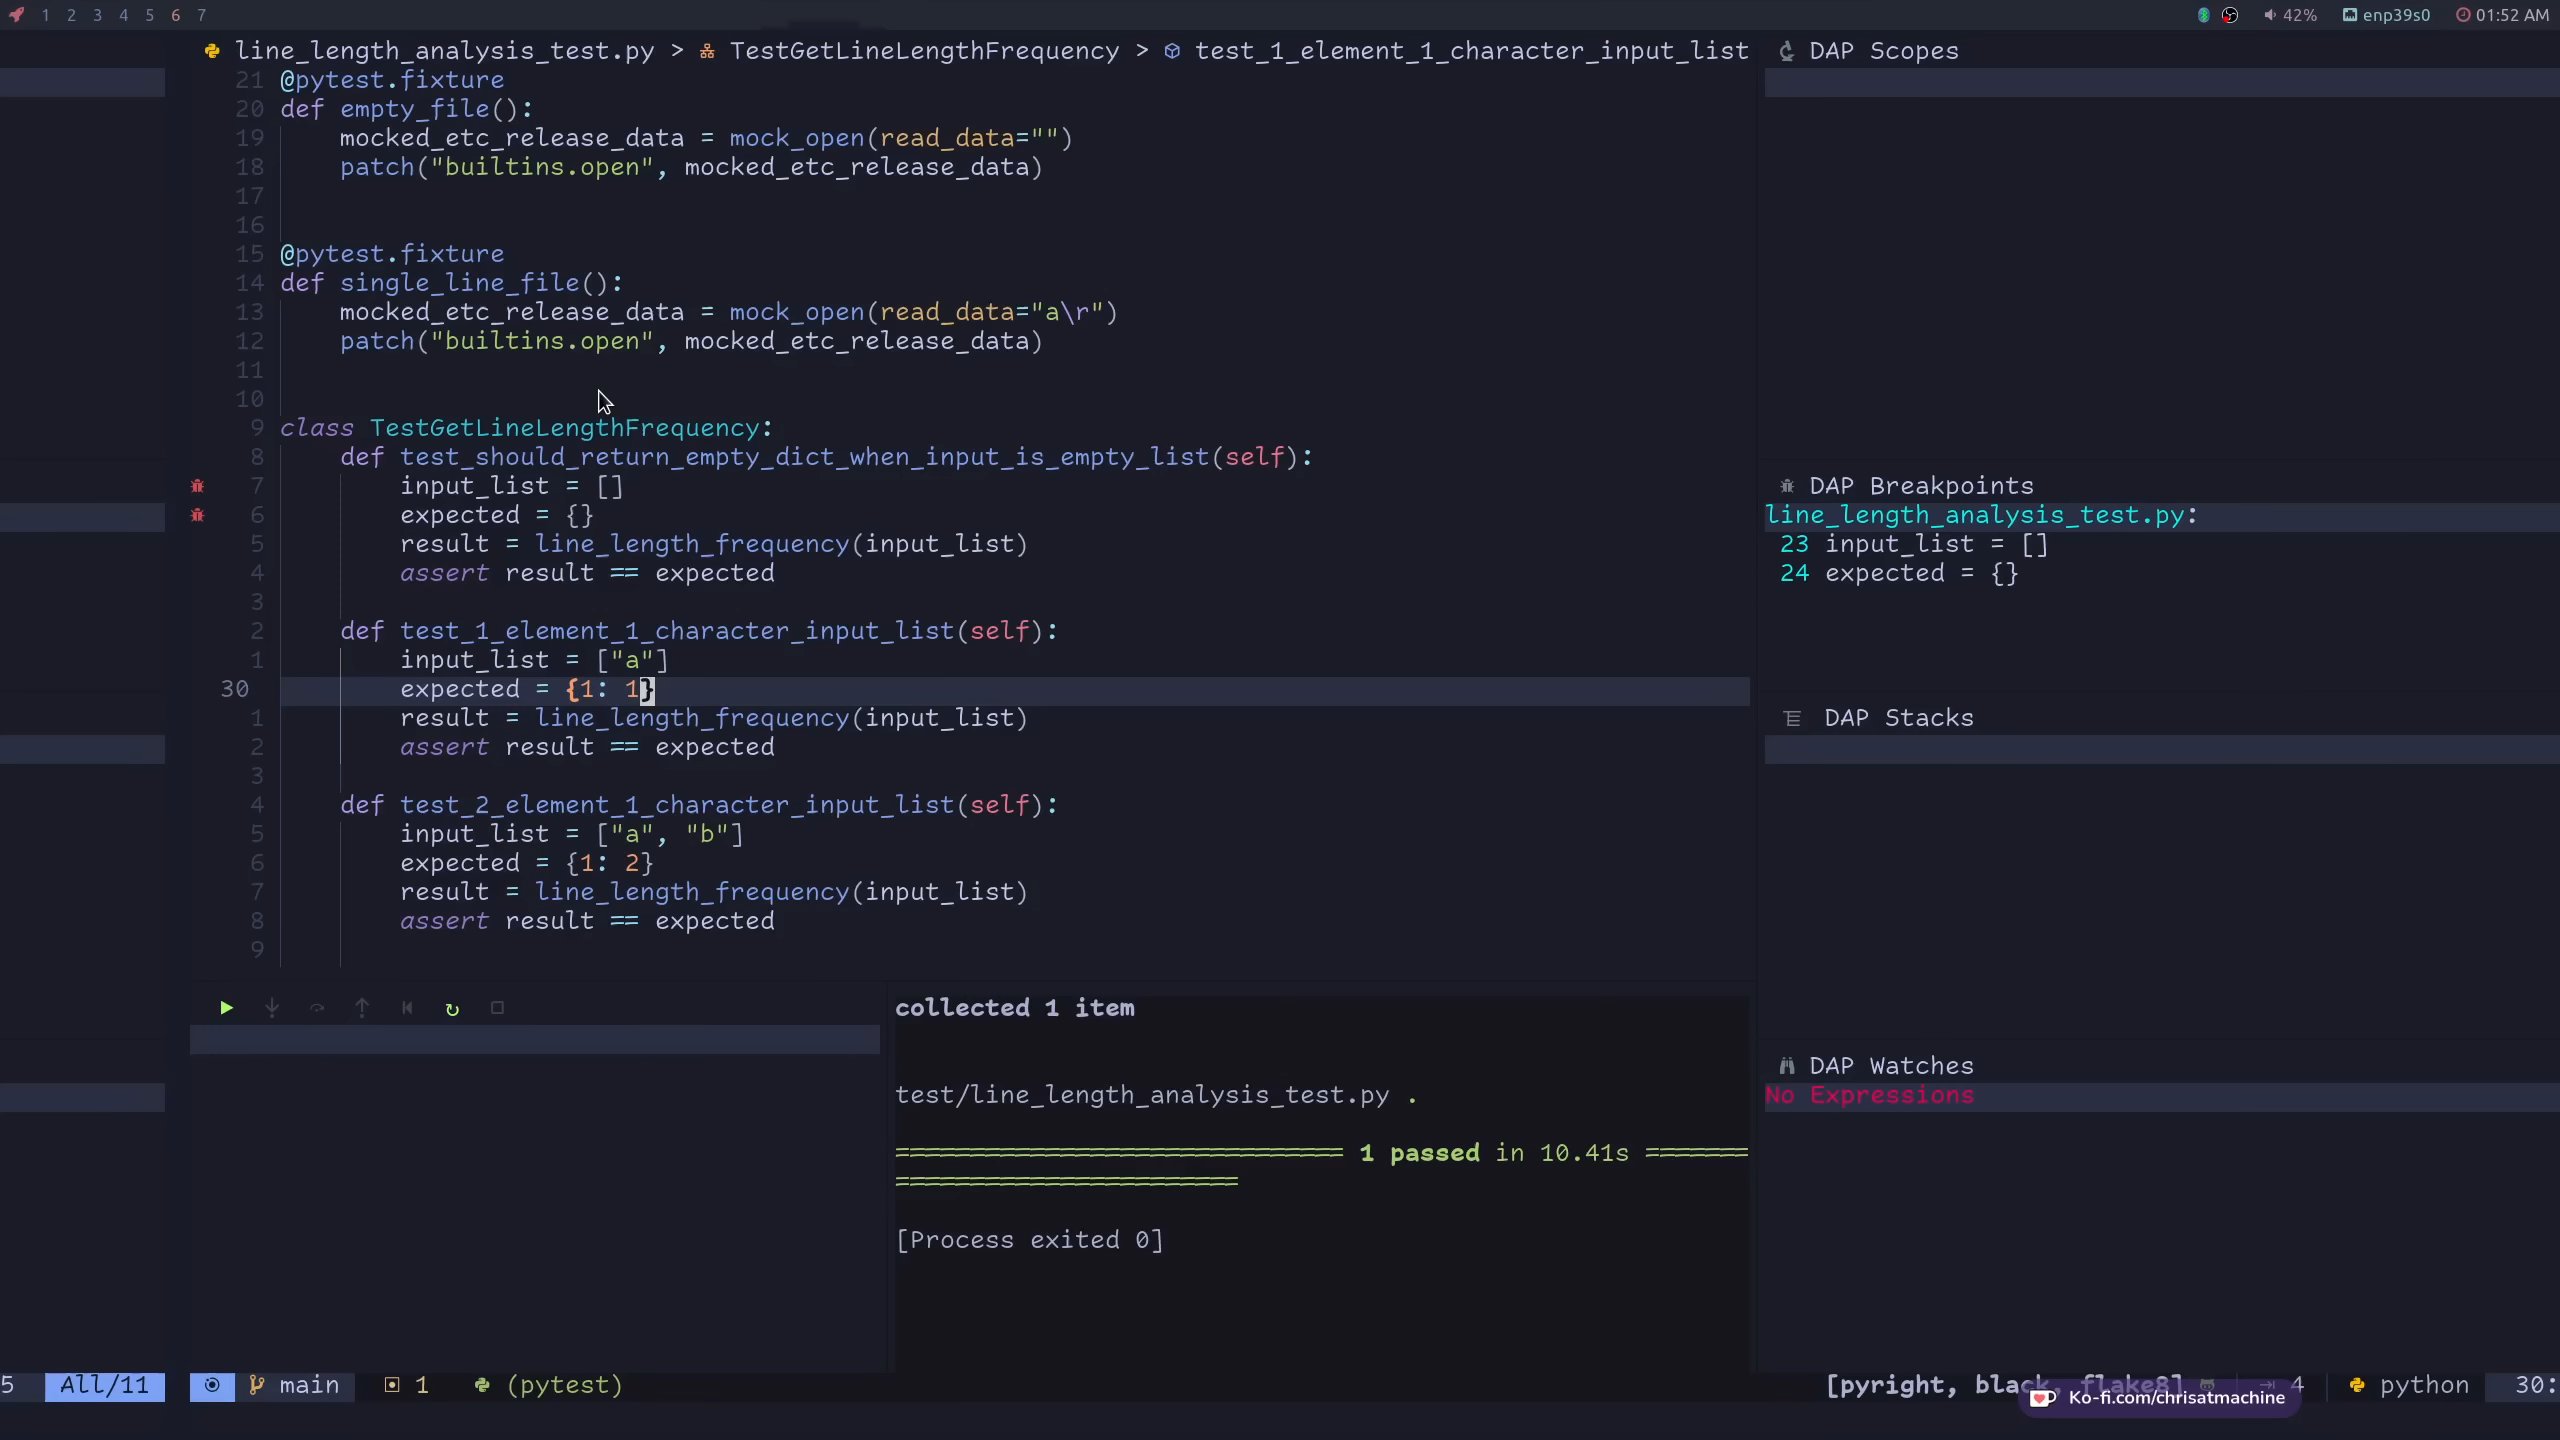 1 2 3 4 5 6 7
42% enp39s0 01:52 AM
line_length_analysis_test.py > TestGetLineLengthFrequency > test_1_element_1_character_input_list
21 @pytest.fixture
20 def empty_file():
19 mocked_etc_release_data = mock_open(read_data="")
18 patch("builtins.open", mocked_etc_release_data)
17
16
15 @pytest.fixture
14 def single_line_file():
13 mocked_etc_release_data = mock_open(read_data="a\r")
12 patch("builtins.open", mocked_etc_release_data)
11
10
9 class TestGetLineLengthFrequency:
8 def test_should_return_empty_dict_when_input_is_empty_list(self):
7 input_list = []
6 expected = {}
5 result = line_length_frequency(input_list)
4 assert result == expected
3
2 def test_1_element_1_character_input_list(self):
1 input_list = ["a"]
30 expected = {1: 1}
1 result = line_length_frequency(input_list)
2 assert result == expected
3
4 def test_2_element_1_character_input_list(self):
5 input_list = ["a", "b"]
6 expected = {1: 2}
7 result = line_length_frequency(input_list)
8 assert result == expected
9
DAP Scopes
DAP Breakpoints
line_length_analysis_test.py:
23 input_list = []
24 expected = {}
DAP Stacks
DAP Watches
No Expressions
collected 1 item
test/line_length_analysis_test.py .
============================== 1 passed in 10.41s =======
=======================
[Process exited 0]
5 All/11 main 1 (pytest) [pyright, black, flake8] 4 python 30:
Ko-fi.com/chrisatmachine